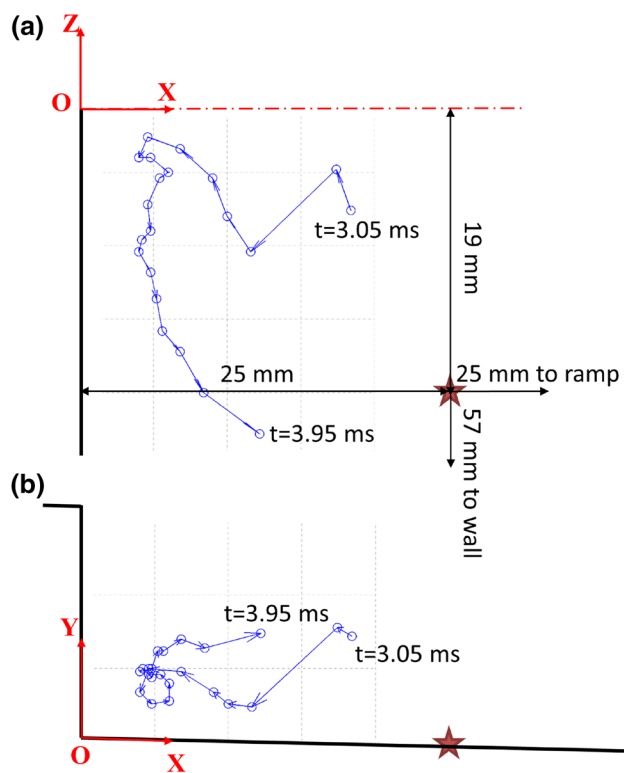 (a)
Z
O
X
t=3.05 ms
19 mm
25 mm
25 mm to ramp
t=3.95 ms
57 mm to wall
(b)
t=3.95 ms
Y
t=3.05 ms
O
X